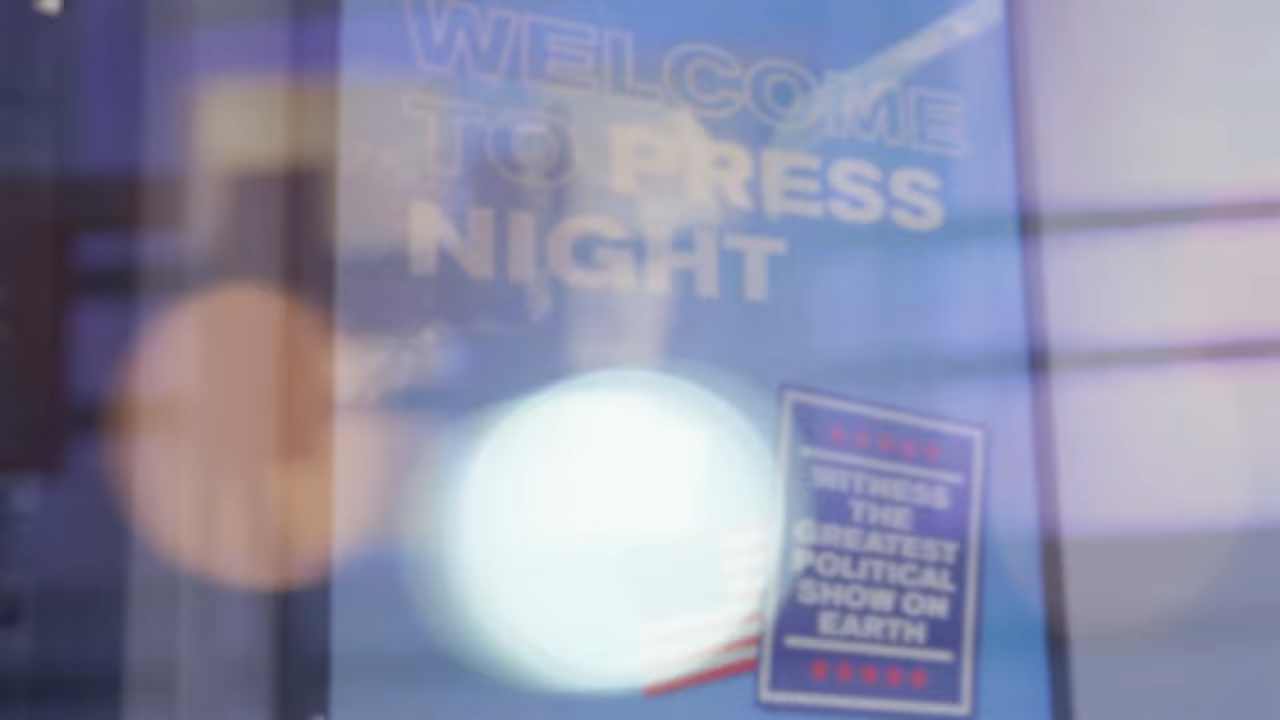 WELCOME
TO PRESS
NIGHT
WITNESS
THE
GREATEST
POLITICAL
SHOW ON
EARTH